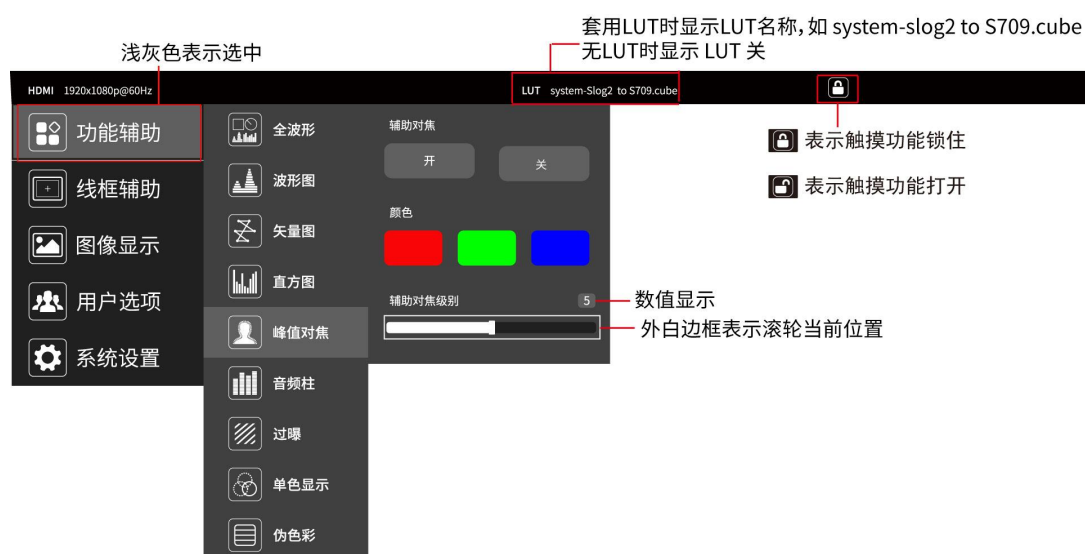 套用LUT时显示LUT名称，如 system-slog2 to S709.cube
无LUT时显示 LUT 关
浅灰色表示选中
HDMI 1920x1080p@60Hz
LUT system-Slog2 to S709.cube
功能辅助
线框辅助
图像显示
用户选项
系统设置
全波形
波形图
矢量图
直方图
峰值对焦
音频柱
过曝
单色显示
伪色彩
辅助对焦
开
关
颜色
辅助对焦级别
5
表示触摸功能锁住
表示触摸功能打开
数值显示
外白边框表示滚轮当前位置